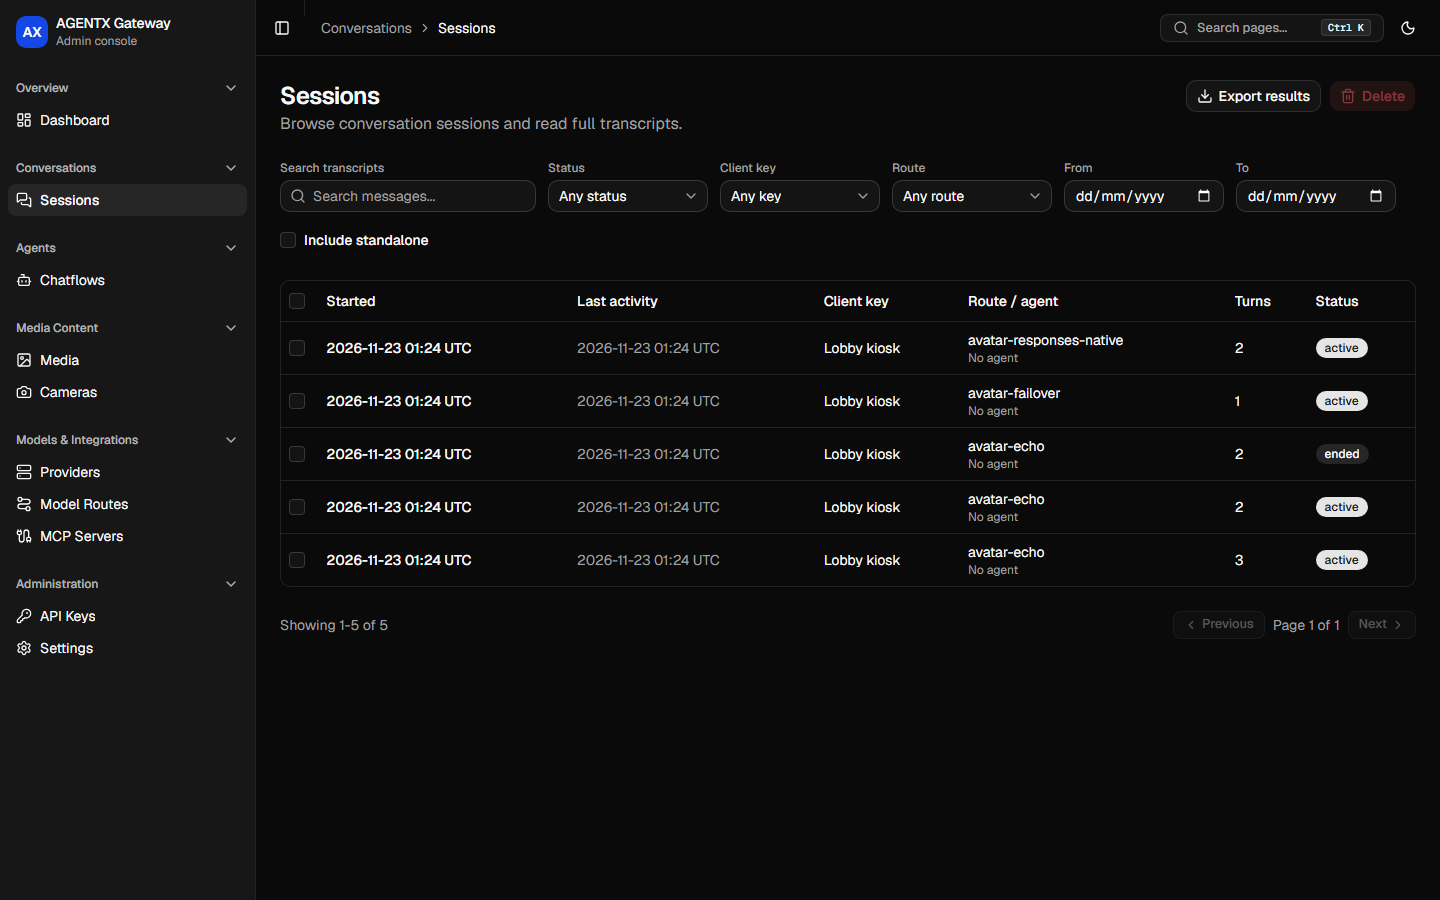 AX
AGENTX Gateway
Admin console
Overview
Dashboard
Conversations
Sessions
Agents
Chatflows
Media Content
Media
Cameras
Models & Integrations
Providers
Model Routes
MCP Servers
Administration
API Keys
Settings
Conversations > Sessions
Search pages... Ctrl K
Sessions
Browse conversation sessions and read full transcripts.
Export results Delete
Search transcripts Status Client key Route From To
Search messages... Any status Any key Any route dd/mm/yyyy dd/mm/yyyy
Include standalone
Started Last activity Client key Route / agent Turns Status
2026-11-23 01:24 UTC 2026-11-23 01:24 UTC Lobby kiosk avatar-responses-native 2 active
No agent
2026-11-23 01:24 UTC 2026-11-23 01:24 UTC Lobby kiosk avatar-failover 1 active
No agent
2026-11-23 01:24 UTC 2026-11-23 01:24 UTC Lobby kiosk avatar-echo 2 ended
No agent
2026-11-23 01:24 UTC 2026-11-23 01:24 UTC Lobby kiosk avatar-echo 2 active
No agent
2026-11-23 01:24 UTC 2026-11-23 01:24 UTC Lobby kiosk avatar-echo 3 active
No agent
Showing 1-5 of 5
Previous Page 1 of 1 Next